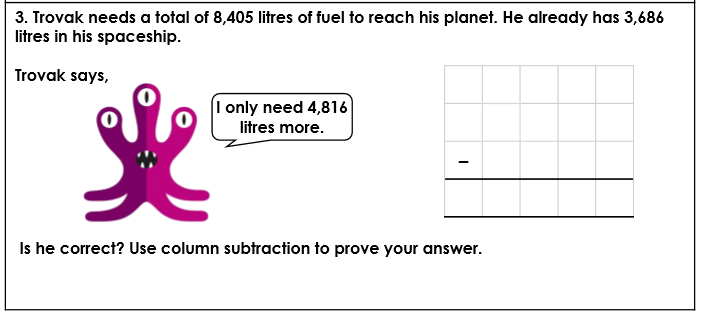 3. Trovak needs a total of 8,405 litres of fuel to reach his planet. He already has 3,686
litres in his spaceship.
Trovak says,
I only need 4,816
litres more.
–
Is he correct? Use column subtraction to prove your answer.